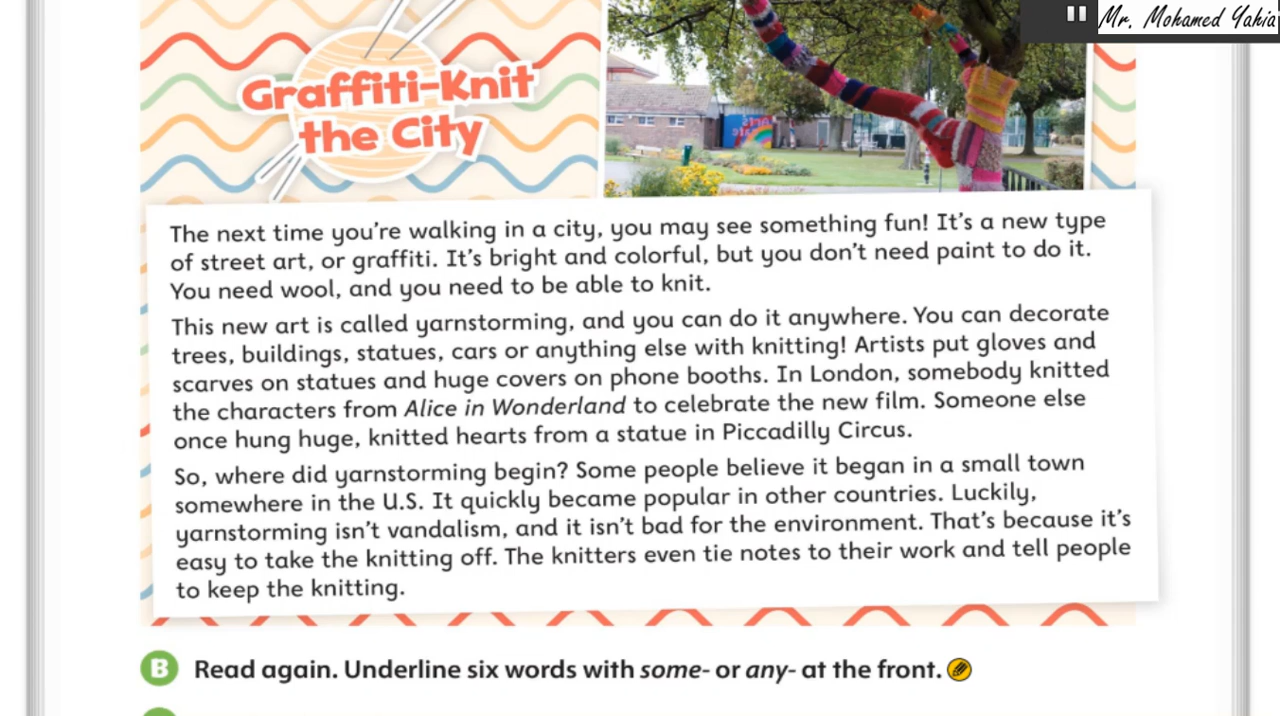 Mr. Mohamed Yahia
Graffiti-Knit
the City
The next time you're walking in a city, you may see something fun! It's a new type
of street art, or graffiti. It's bright and colorful, but you don't need paint to do it.
You need wool, and you need to be able to knit.
This new art is called yarnstorming, and you can do it anywhere. You can decorate
trees, buildings, statues, cars or anything else with knitting! Artists put gloves and
scarves on statues and huge covers on phone booths. In London, somebody knitted
the characters from Alice in Wonderland to celebrate the new film. Someone else
once hung huge, knitted hearts from a statue in Piccadilly Circus.
So, where did yarnstorming begin? Some people believe it began in a small town
somewhere in the U.S. It quickly became popular in other countries. Luckily,
yarnstorming isn't vandalism, and it isn't bad for the environment. That's because it's
easy to take the knitting off. The knitters even tie notes to their work and tell people
to keep the knitting.
B Read again. Underline six words with some- or any- at the front.